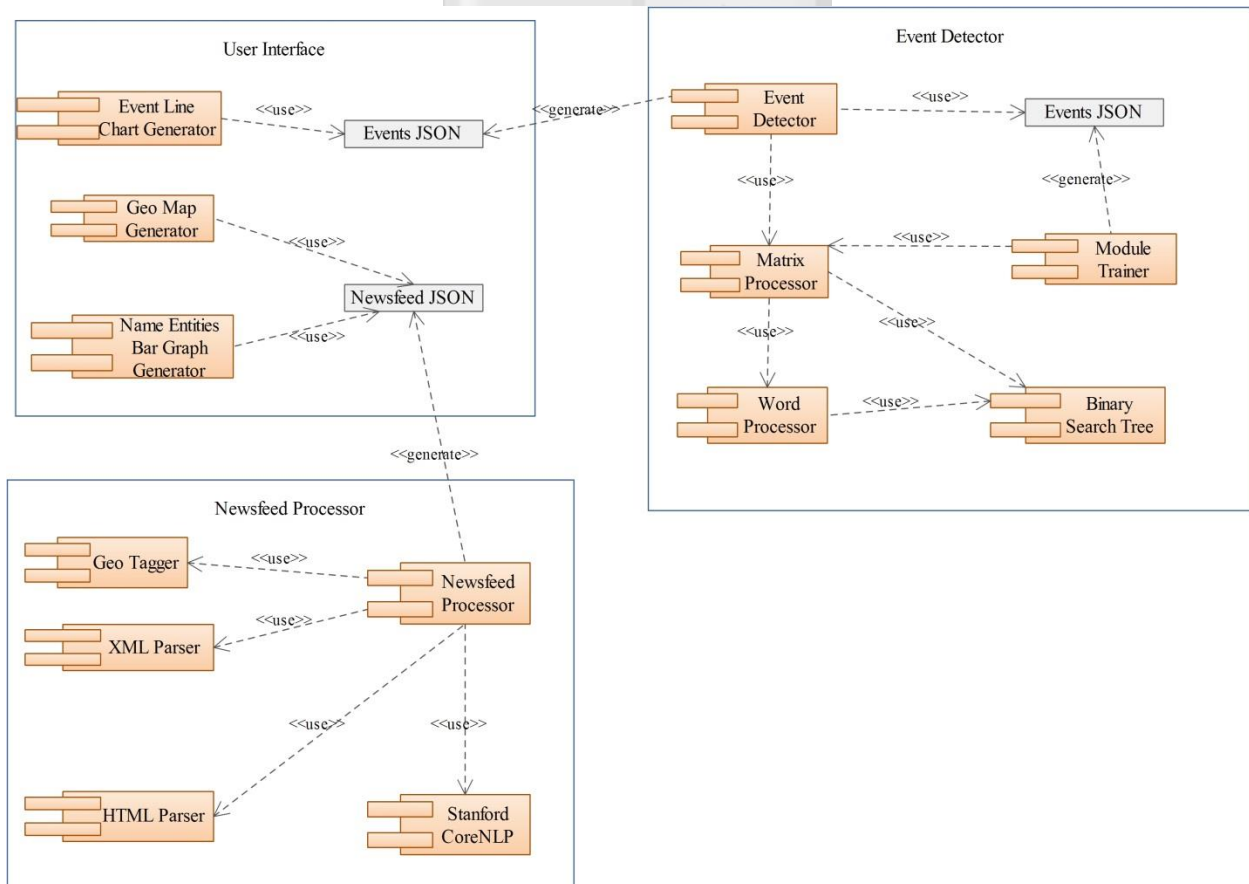 User Interface
Event Line
Chart Generator
<<use>>
Events JSON
<<generate>>
Geo Map
Generator
<<use>>
Newsfeed JSON
Name Entities
Bar Graph
Generator
<<use>>
Event Detector
Event
Detector
<<use>>
Events JSON
<<use>>
<<generate>>
Matrix
Processor
<<use>>
Module
Trainer
<<use>>
<<use>>
Word
Processor
<<use>>
Binary
Search Tree
<<generate>>
Newsfeed Processor
Geo Tagger
<<use>>
Newsfeed
Processor
XML Parser
<<use>>
<<use>>
<<use>>
HTML Parser
Stanford
CoreNLP